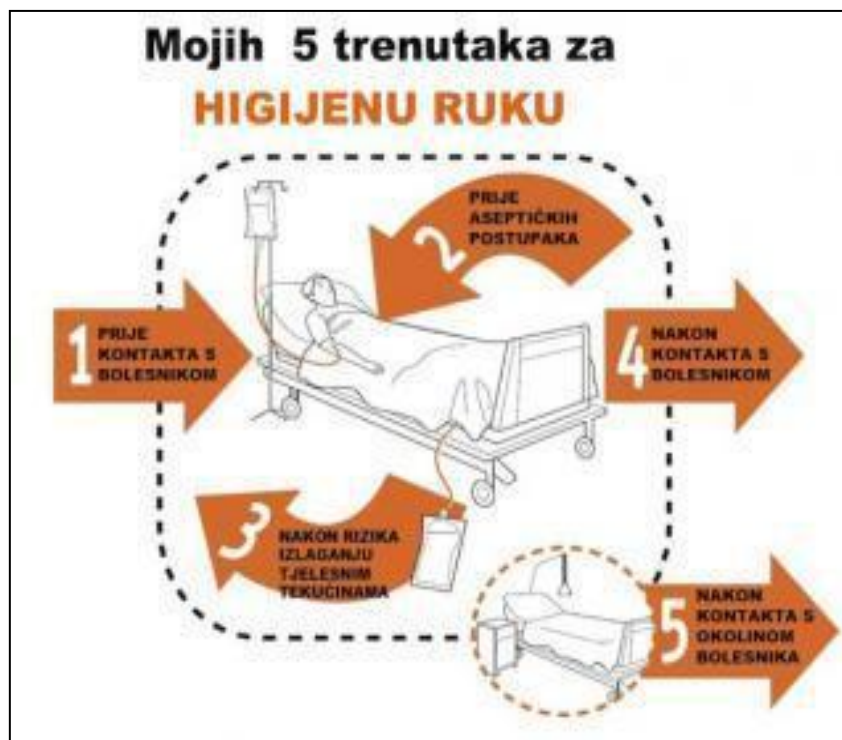 Mojih 5 trenutaka za
HIGIJENU RUKU
1
PRIJE
KONTAKTA S
BOLESNIKOM
2
PRIJE
ASEPTIČKIH
POSTUPAKA
3
NAKON RIZIKA
IZLAGANJU
TJELESNIM
TEKUĆINAMA
4
NAKON
KONTAKTA S
BOLESNIKOM
5
NAKON
KONTAKTA S
OKOLINOM
BOLESNIKA